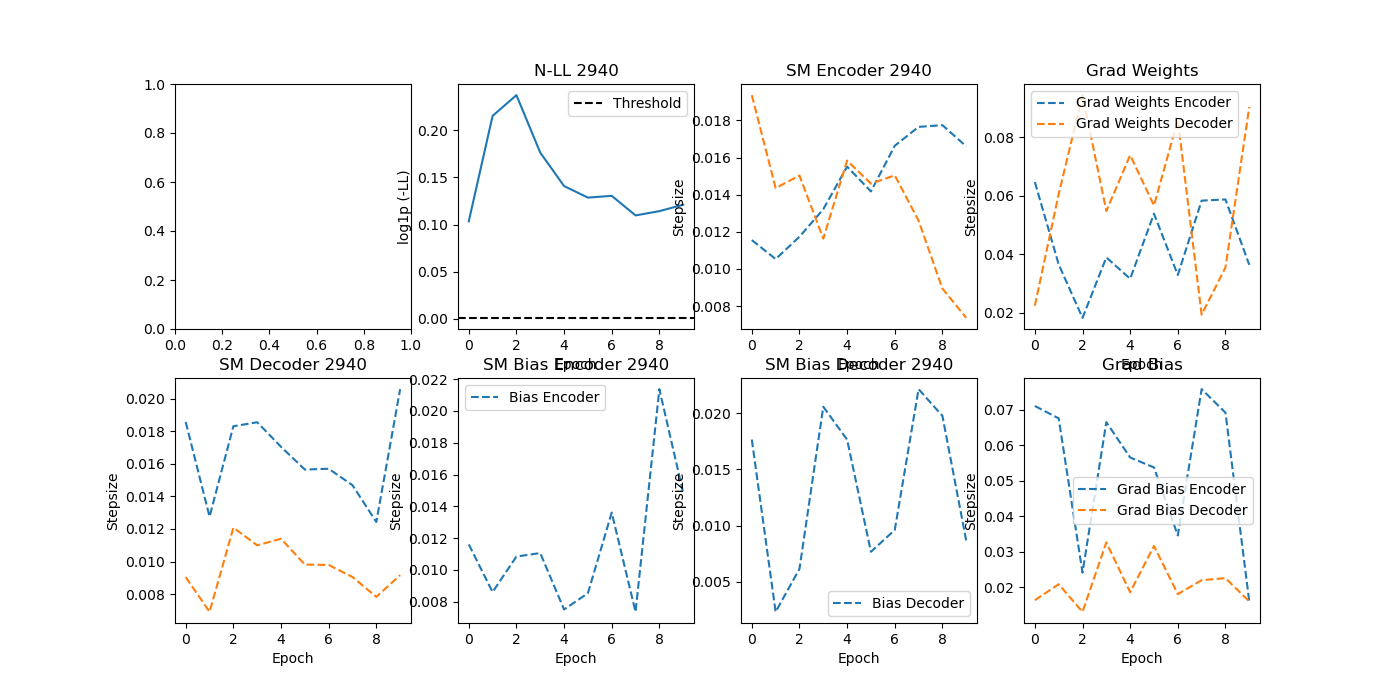 N-LL 2940
SM Encoder 2940
Grad Weights
1.0
0.8
0.6
0.4
0.2
0.0
0.0 0.2 0.4 0.6 0.8 1.0
log1p (-LL)
0.20
0.15
0.10
0.05
0.00
Threshold
0 2 4 6 8
Epoch
Stepsize
0.018
0.016
0.014
0.012
0.010
0.008
0 2 4 6 8
Epoch
Stepsize
0.08
0.06
0.04
0.02
Grad Weights Encoder
Grad Weights Decoder
0 2 4 6 8
Epoch
SM Decoder 2940
SM Bias Encoder 2940
SM Bias Decoder 2940
Grad Bias
Stepsize
0.020
0.018
0.016
0.014
0.012
0.010
0.008
0 2 4 6 8
Epoch
Stepsize
0.022
0.020
0.018
0.016
0.014
0.012
0.010
0.008
Bias Encoder
0 2 4 6 8
Epoch
Stepsize
0.020
0.015
0.010
0.005
Bias Decoder
0 2 4 6 8
Epoch
Stepsize
0.07
0.06
0.05
0.04
0.03
0.02
Grad Bias Encoder
Grad Bias Decoder
0 2 4 6 8
Epoch